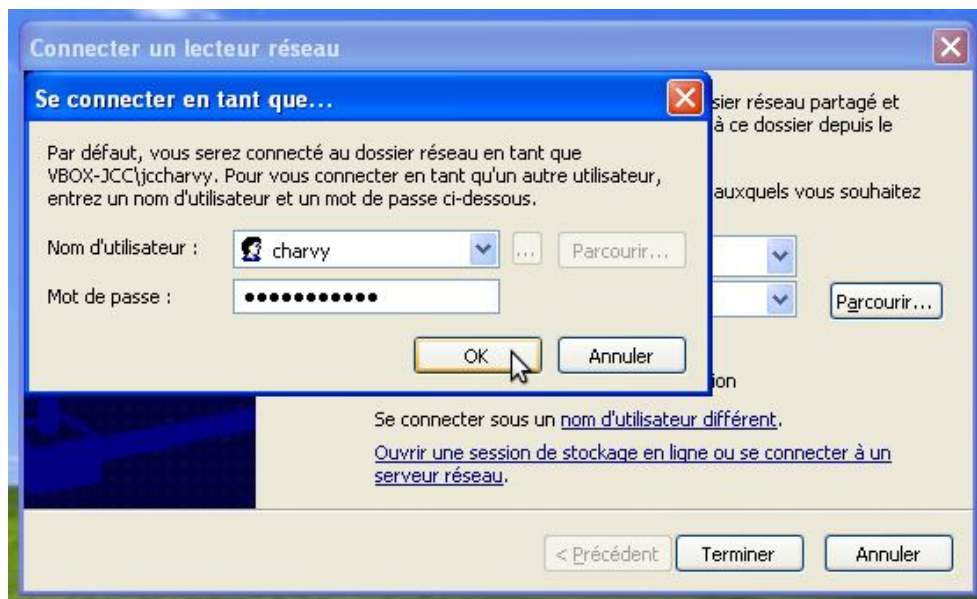 Connecter un lecteur réseau
Se connecter en tant que...
sier réseau partagé et
à ce dossier depuis le
Par défaut, vous serez connecté au dossier réseau en tant que
VBOX-JCC\jccharvy. Pour vous connecter en tant qu'un autre utilisateur,
entrez un nom d'utilisateur et un mot de passe ci-dessous.
auxquels vous souhaitez
Nom d'utilisateur :
charvy
...
Parcourir...
Mot de passe :
●●●●●●●●●●●
Parcourir...
OK
Annuler
ion
Se connecter sous un nom d'utilisateur différent.
Ouvrir une session de stockage en ligne ou se connecter à un
serveur réseau.
< Précédent
Terminer
Annuler